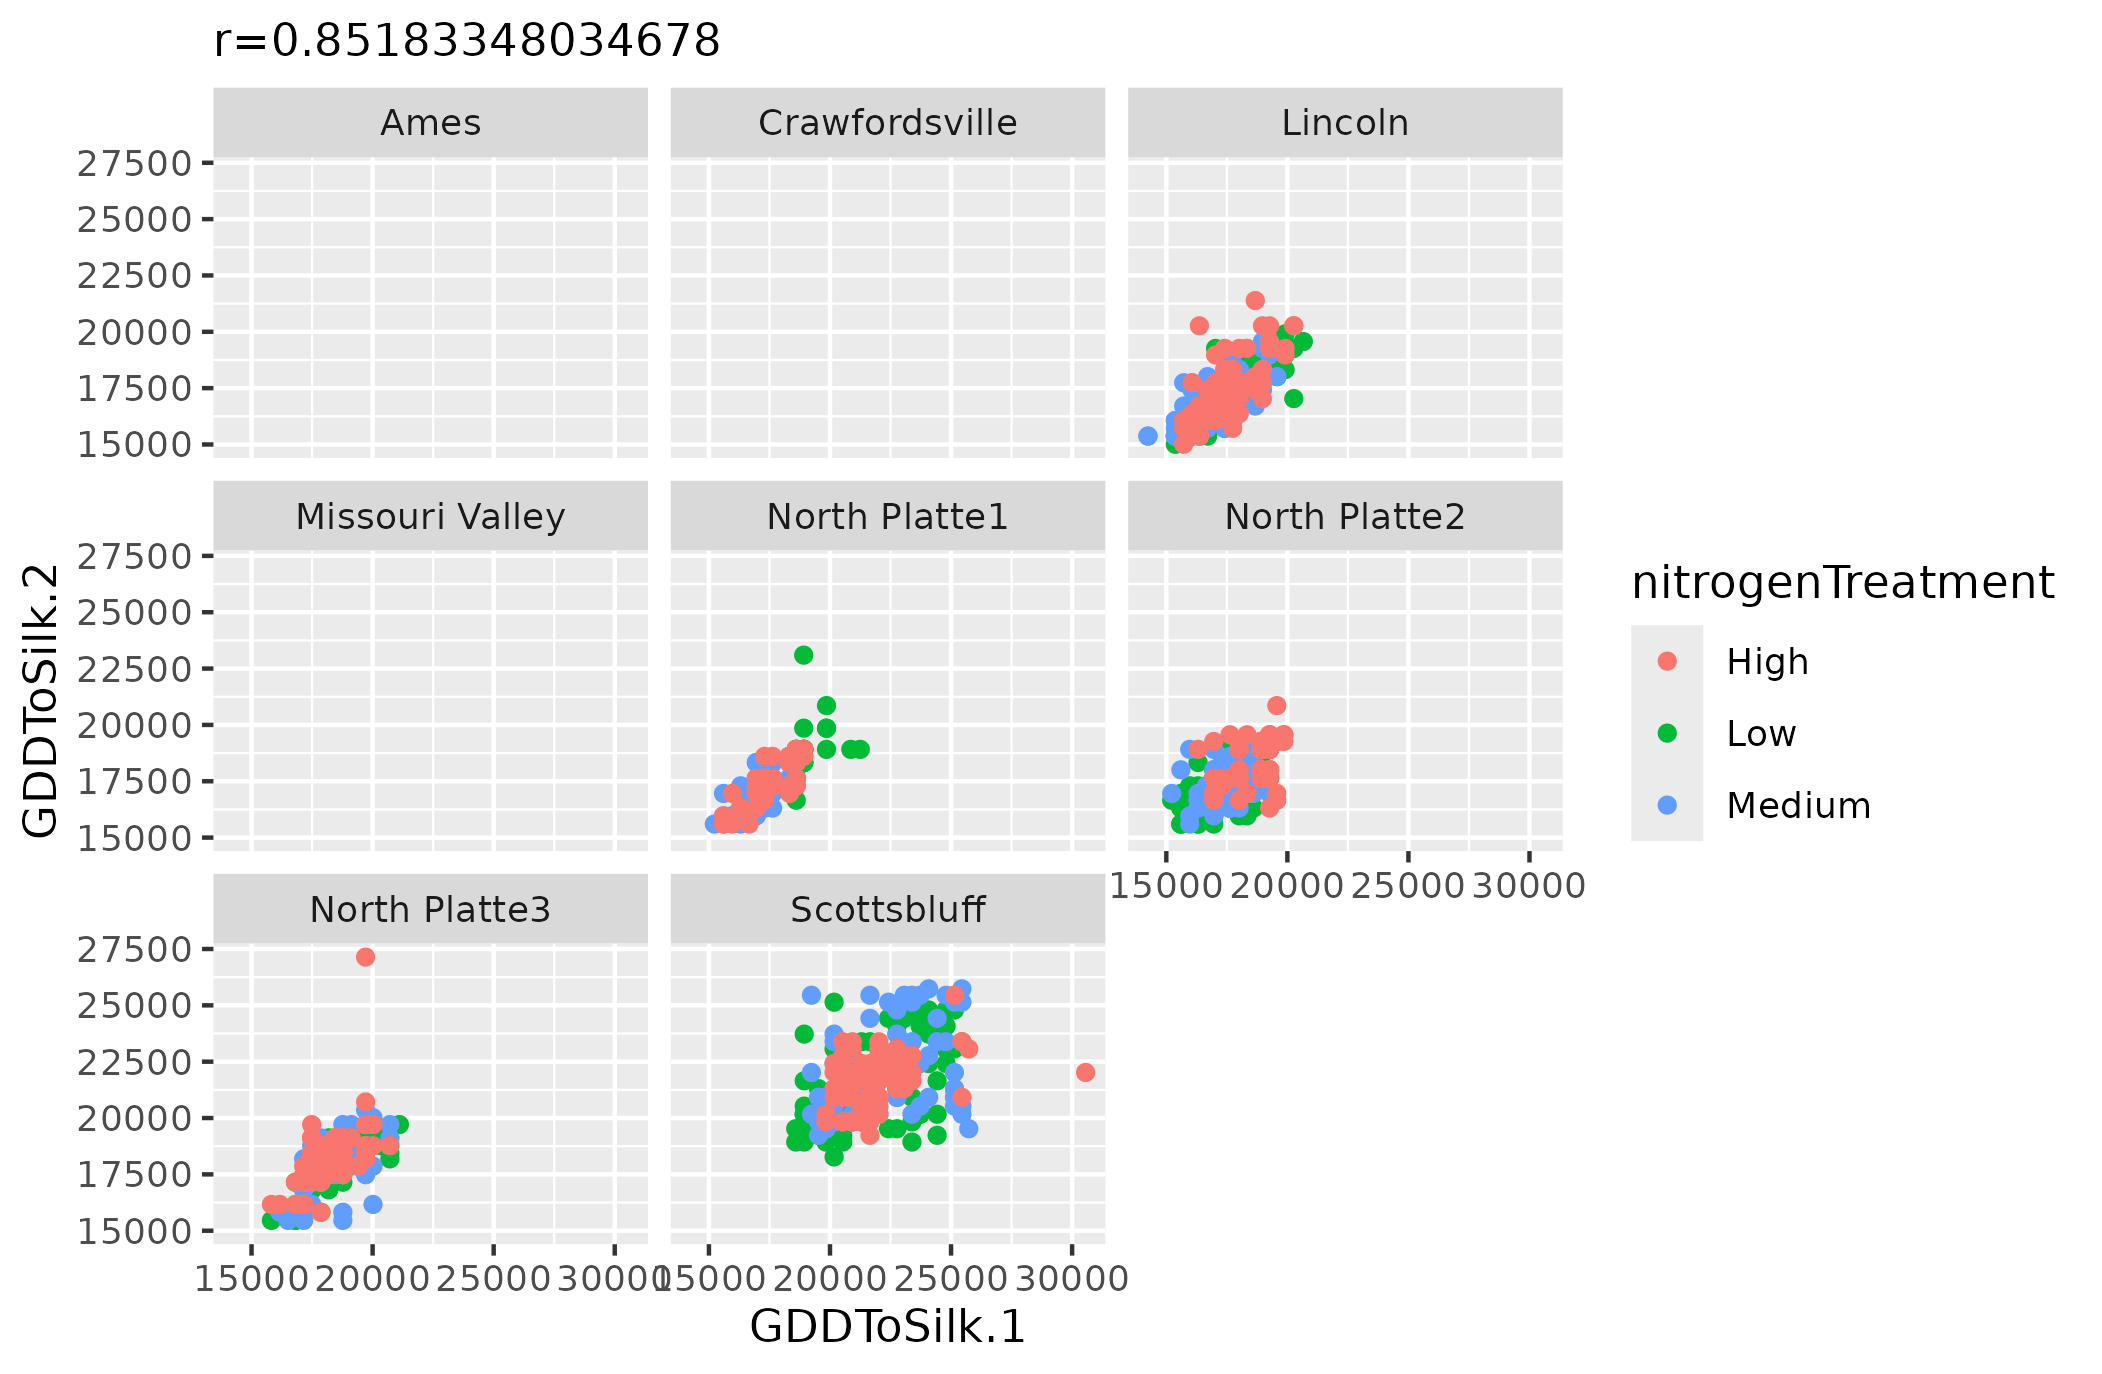 r=0.85183348034678
Ames
Crawfordsville
Lincoln
27500
25000
22500
20000
17500
15000
Missouri Valley
North Platte1
North Platte2
27500
25000
22500
20000
17500
15000
15000 20000 25000 30000
North Platte3
Scottsbluff
27500
25000
22500
20000
17500
15000
15000 20000 25000 30000
15000 20000 25000 30000
GDDToSilk.1
GDDToSilk.2
nitrogenTreatment
High
Low
Medium